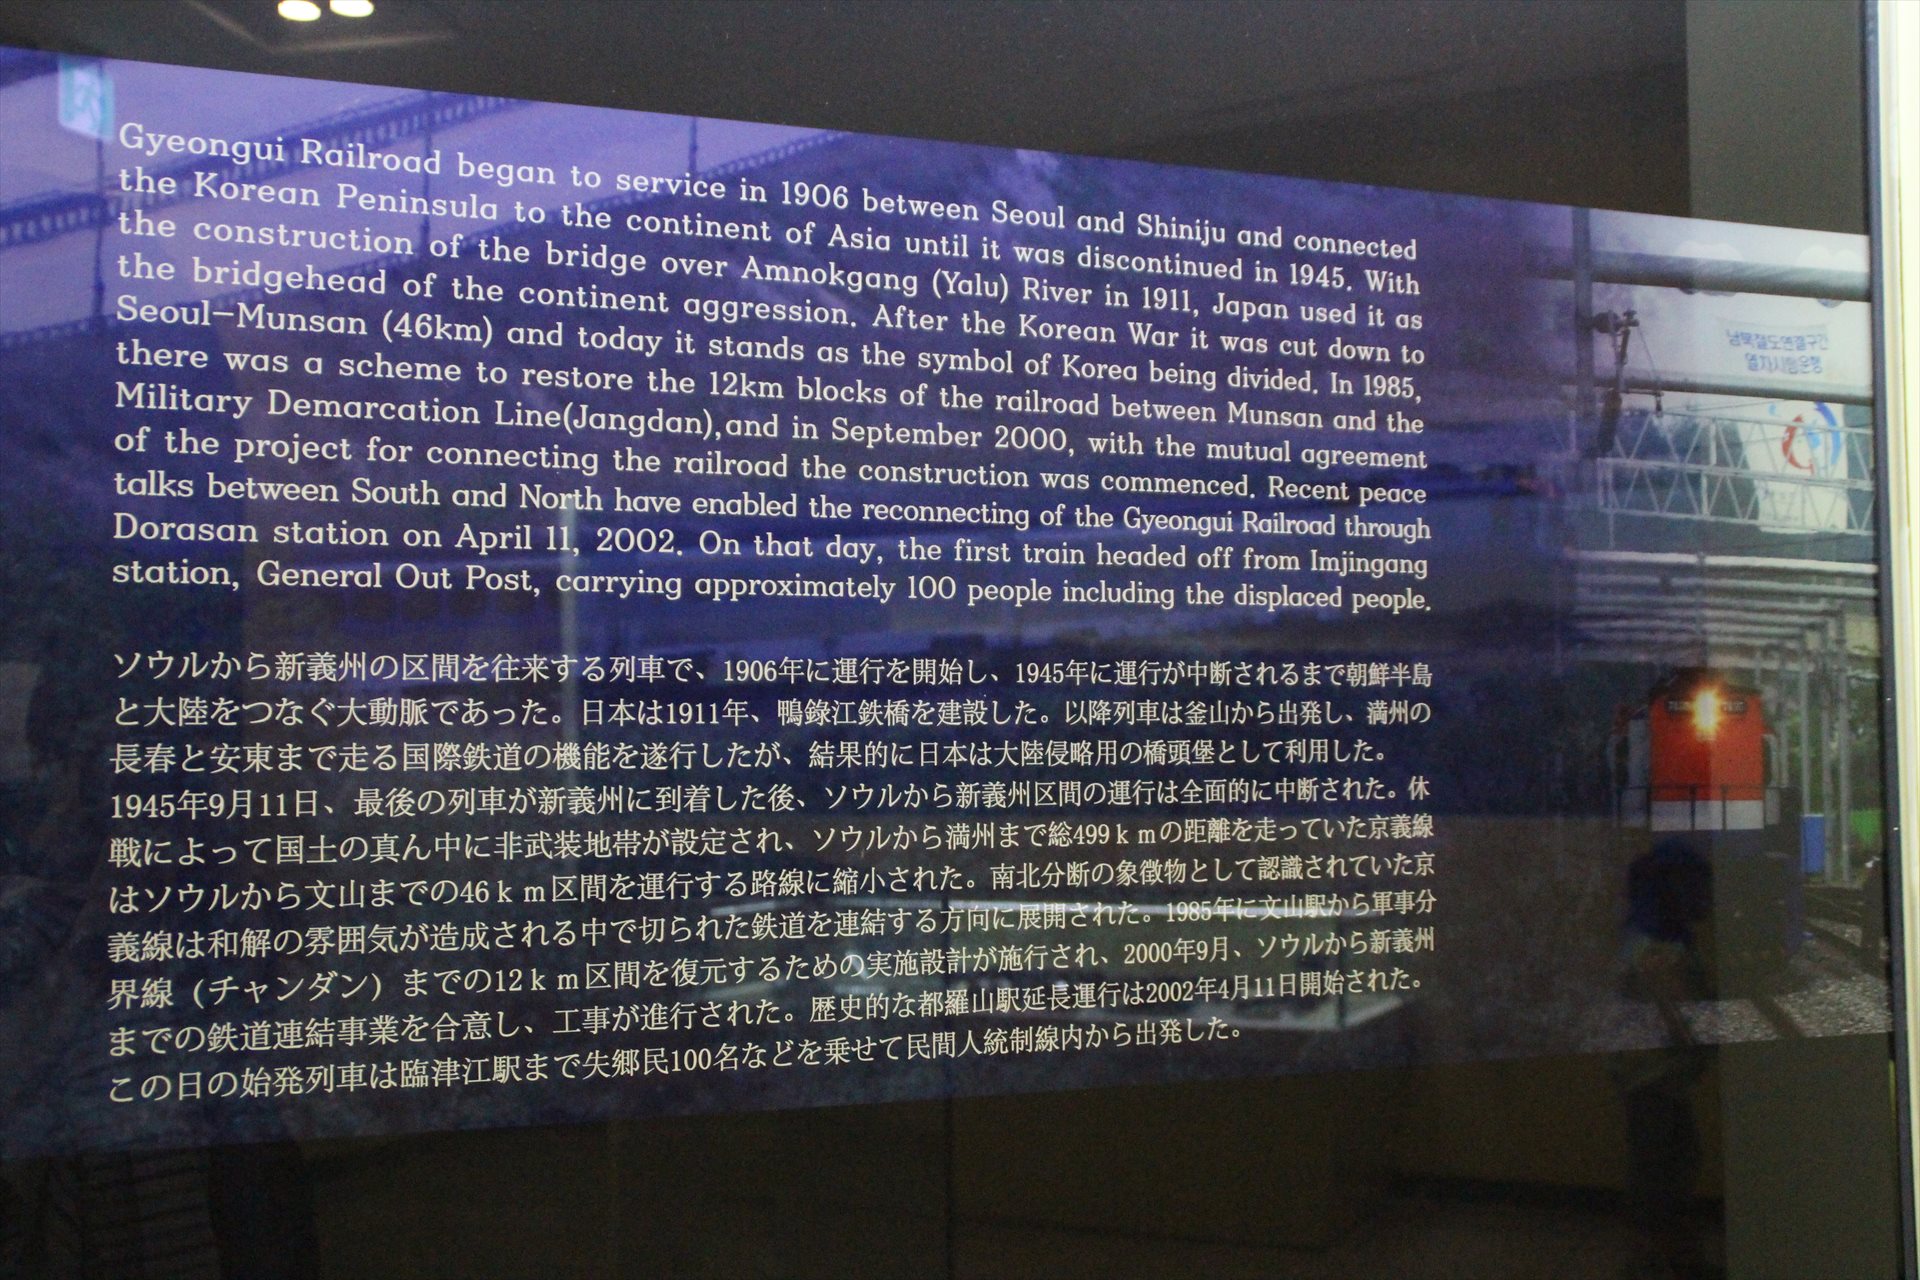 Gyeongui Railroad began to service in 1906 between Seoul and Shiniju and connected
the Korean Peninsula to the continent of Asia until it was discontinued in 1945. With
the construction of the bridge over Amnokgang (Yalu) River in 1911, Japan used it as
the bridgehead of the continent aggression. After the Korean War it was cut down to
Seoul-Munsan (46km) and today it stands as the symbol of Korea being divided. In 1985,
there was a scheme to restore the 12km blocks of the railroad between Munsan and the
Military Demarcation Line(Jangdan),and in September 2000, with the mutual agreement
of the project for connecting the railroad the construction was commenced. Recent peace
talks between South and North have enabled the reconnecting of the Gyeongui Railroad through
Dorasan station on April 11, 2002. On that day, the first train headed off from Imjingang
station, General Out Post, carrying approximately 100 people including the displaced people.
ソウルから新義州の区間を往来する列車で、1906年に運行を開始し、1945年に運行が中断されるまで朝鮮半島
と大陸をつなぐ大動脈であった。日本は1911年、鴨錄江鉄橋を建設した。以降列車は釜山から出発し、満州の
長春と安東まで走る国際鉄道の機能を遂行したが、結果的に日本は大陸侵略用の橋頭堡として利用した。
1945年9月11日、最後の列車が新義州に到着した後、ソウルから新義州区間の運行は全面的に中断された。休
戦によって国土の真ん中に非武装地帯が設定され、ソウルから満州まで総499ｋｍの距離を走っていた京義線
はソウルから文山までの46ｋｍ区間を運行する路線に縮小された。南北分断の象徴物として認識されていた京
義線は和解の雰囲気が造成される中で切られた鉄道を連結する方向に展開された。1985年に文山駅から軍事分
界線（チャンダン）までの12ｋｍ区間を復元するための実施設計が施行され、2000年9月、ソウルから新義州
までの鉄道連結事業を合意し、工事が進行された。歴史的な都羅山駅延長運行は2002年4月11日開始された。
この日の始発列車は臨津江駅まで失郷民100名などを乗せて民間人統制線内から出発した。
남북철도연결구간
열차시험운행